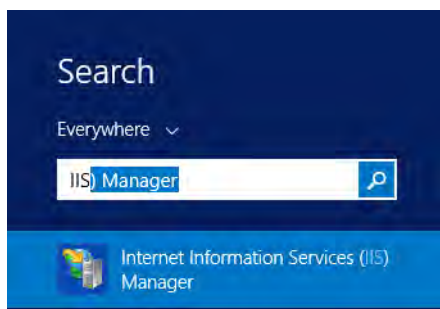 Search
Everywhere
IIS) Manager
Internet Information Services (IIS)
Manager